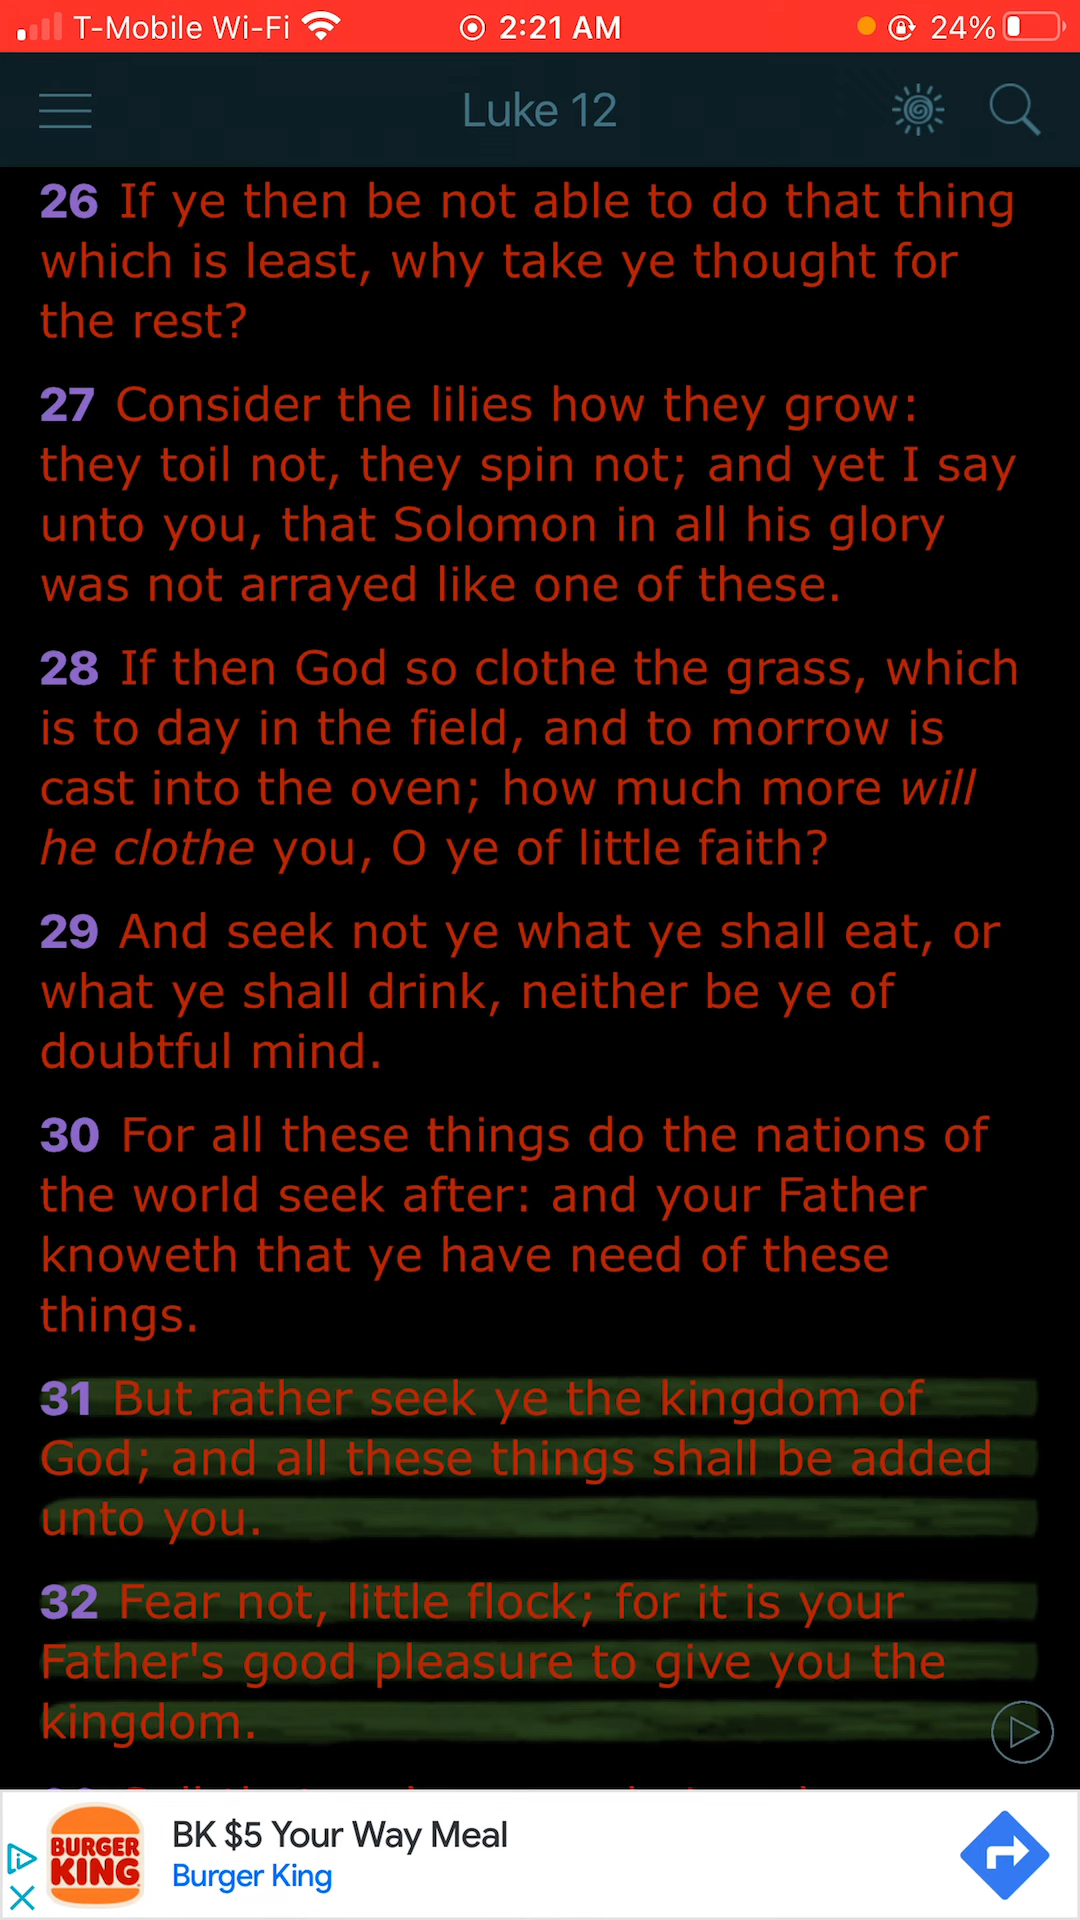 T-Mobile Wi-Fi 2:21 AM 24%
Luke 12
26 If ye then be not able to do that thing
which is least, why take ye thought for
the rest?
27 Consider the lilies how they grow:
they toil not, they spin not; and yet I say
unto you, that Solomon in all his glory
was not arrayed like one of these.
28 If then God so clothe the grass, which
is to day in the field, and to morrow is
cast into the oven; how much more will
he clothe you, O ye of little faith?
29 And seek not ye what ye shall eat, or
what ye shall drink, neither be ye of
doubtful mind.
30 For all these things do the nations of
the world seek after: and your Father
knoweth that ye have need of these
things.
31 But rather seek ye the kingdom of
God; and all these things shall be added
unto you.
32 Fear not, little flock; for it is your
Father's good pleasure to give you the
kingdom.
BURGER
KING
BK $5 Your Way Meal
Burger King